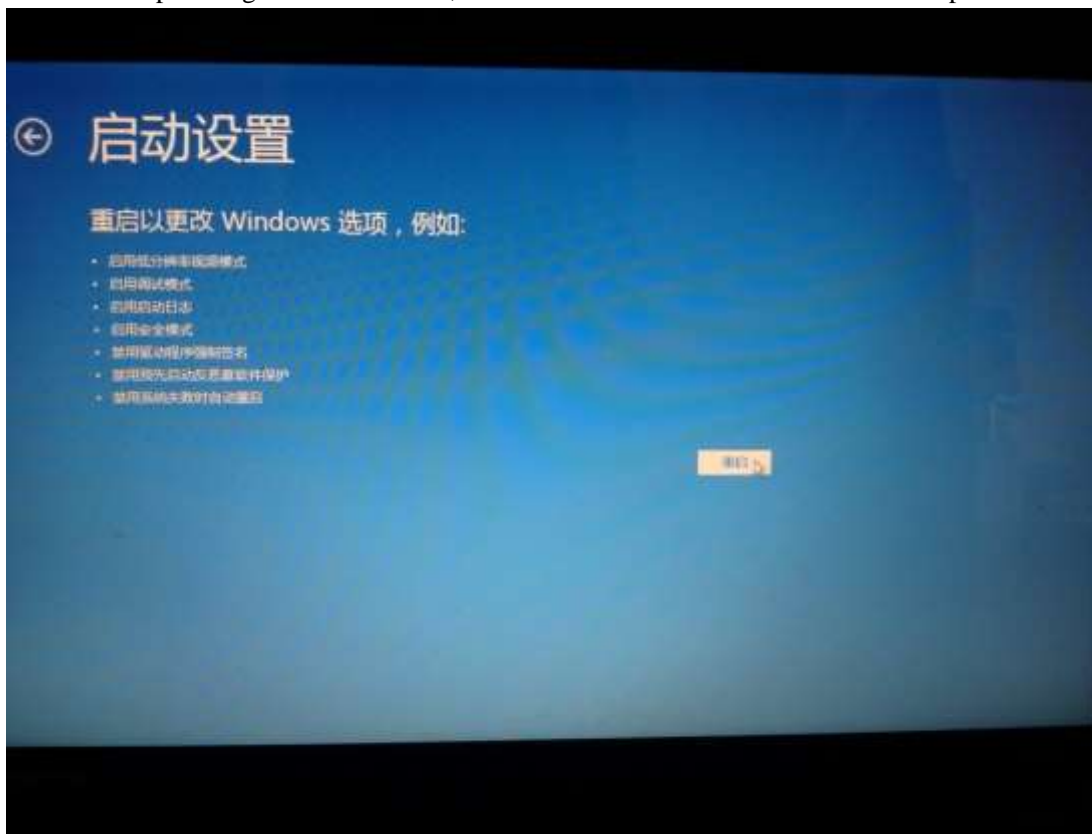 启动设置
重启以更改 Windows 选项，例如:
• 启用低分辨率视频模式
• 启用调试模式
• 启用启动日志
• 启用安全模式
• 禁用驱动程序强制签名
• 禁用预先启动反恶意软件保护
• 禁用系统失败时自动重启
重启